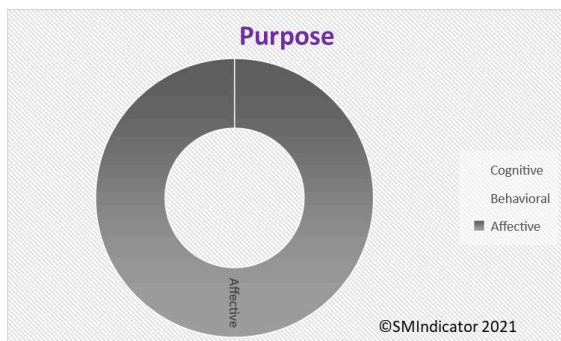 Purpose
Cognitive
Behavioral
Affective
Affective
©SMIndicator 2021